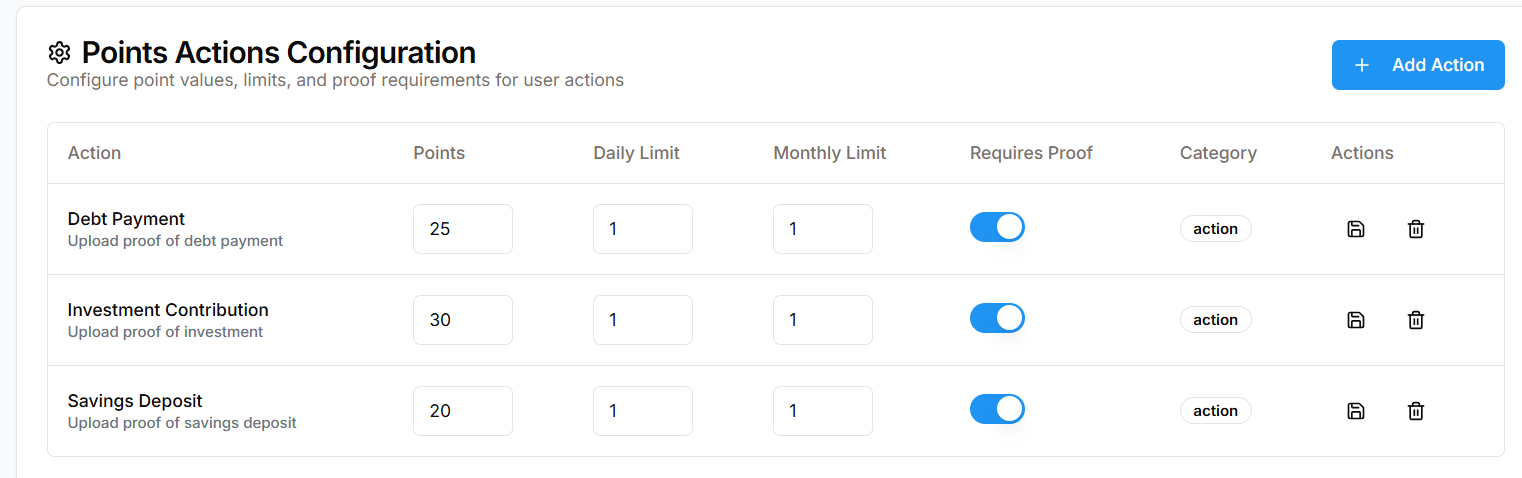 Points Actions Configuration
Configure point values, limits, and proof requirements for user actions
+ Add Action
Action Points Daily Limit Monthly Limit Requires Proof Category Actions
Debt Payment
Upload proof of debt payment
25 1 1 action
Investment Contribution
Upload proof of investment
30 1 1 action
Savings Deposit
Upload proof of savings deposit
20 1 1 action